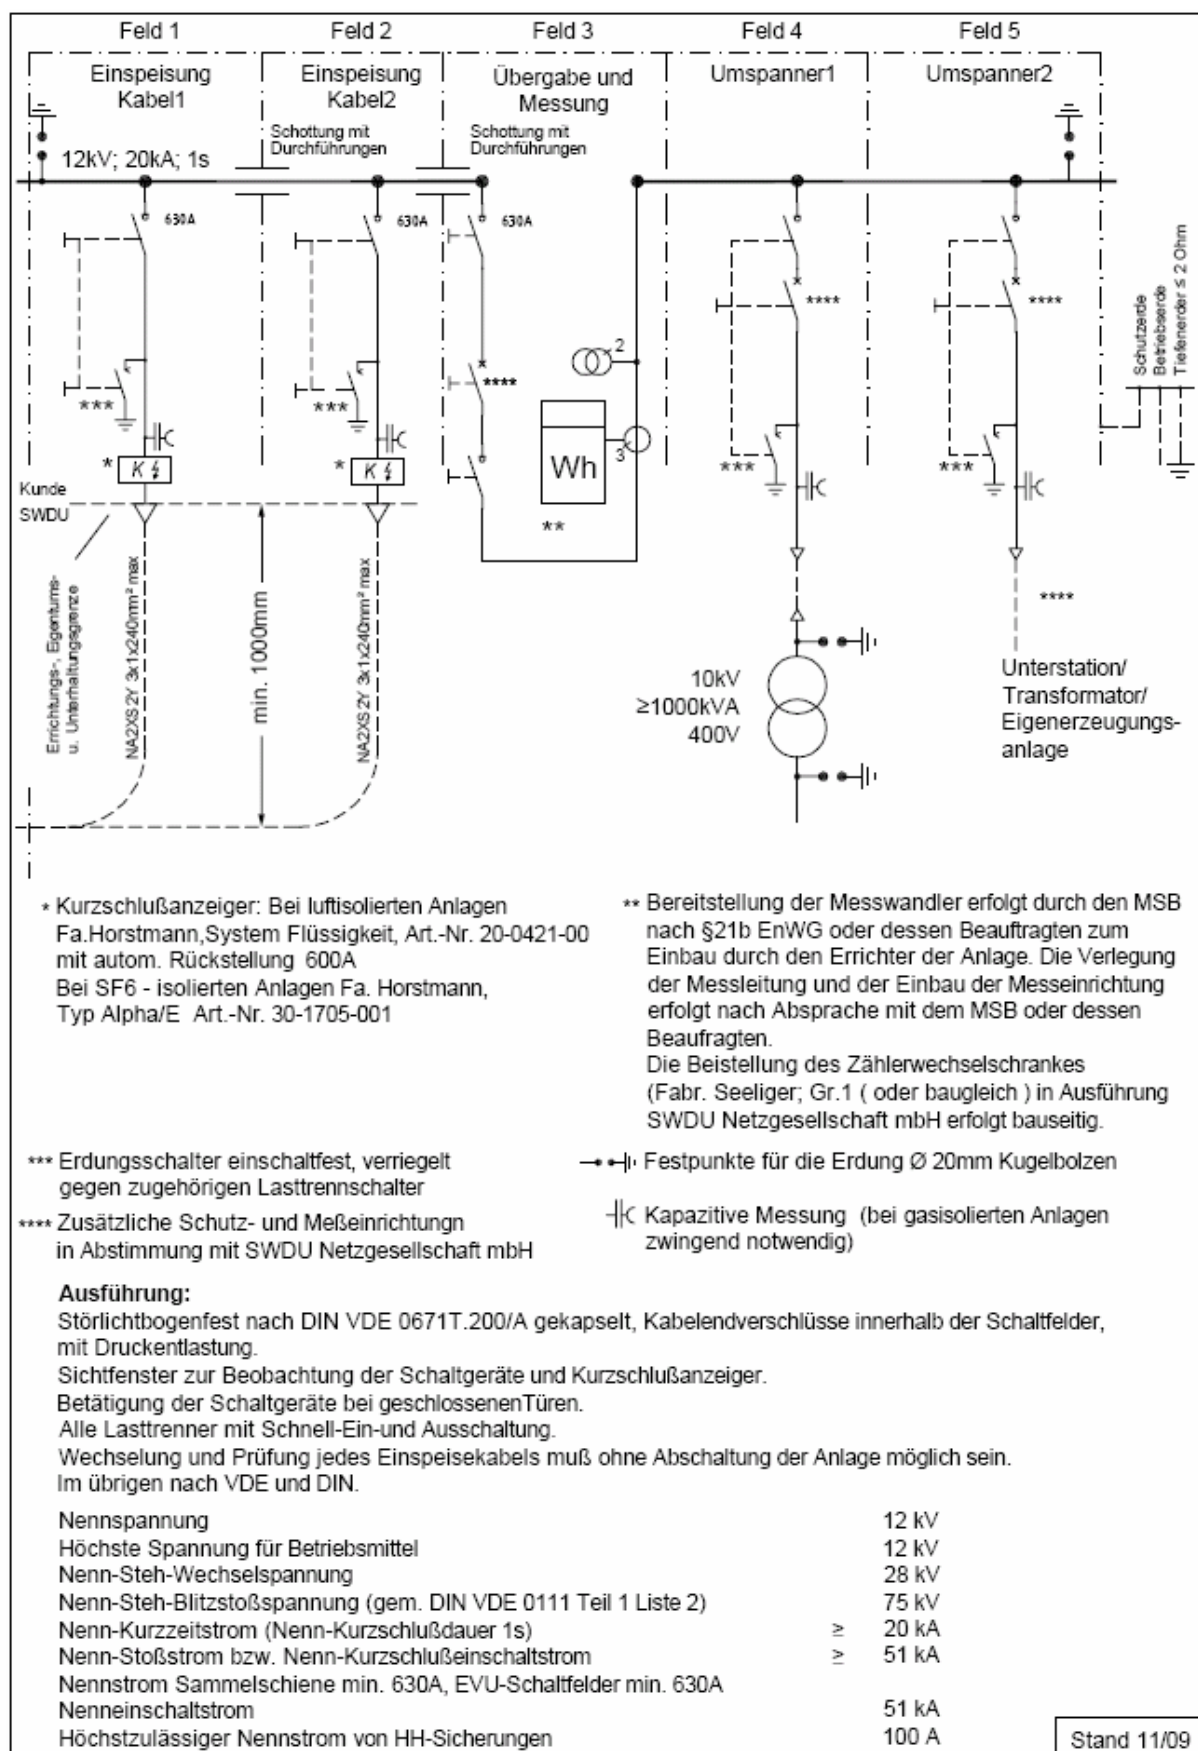 Feld 1
Feld 2
Feld 3
Feld 4
Feld 5
Einspeisung
Kabel1
Einspeisung
Kabel2
Übergabe und
Messung
Umspanner1
Umspanner2
Schottung mit
Durchführungen
Schottung mit
Durchführungen
12kV; 20kA; 1s
630A
630A
630A
****
****
2
****
***
***
3
***
***
Wh
* K
* K
**
Kunde
SWDU
Schutzerde
Betriebserde
Tiefenerder ≤ 2 Ohm
Errichtungs-, Eigentums-
u. Unterhaltungsgrenze
NA2XS2Y 3x1x240mm² max
min. 1000mm
NA2XS2Y 3x1x240mm² max
****
10kV
≥1000kVA
400V
Unterstation/
Transformator/
Eigenerzeugungs-
anlage
* Kurzschlußanzeiger: Bei luftisolierten Anlagen
Fa.Horstmann,System Flüssigkeit, Art.-Nr. 20-0421-00
mit autom. Rückstellung 600A
Bei SF6 - isolierten Anlagen Fa. Horstmann,
Typ Alpha/E Art.-Nr. 30-1705-001
** Bereitstellung der Messwandler erfolgt durch den MSB
nach §21b EnWG oder dessen Beauftragten zum
Einbau durch den Errichter der Anlage. Die Verlegung
der Messleitung und der Einbau der Messeinrichtung
erfolgt nach Absprache mit dem MSB oder dessen
Beaufragten.
Die Beistellung des Zählerwechselschrankes
(Fabr. Seeliger; Gr.1 ( oder baugleich ) in Ausführung
SWDU Netzgesellschaft mbH erfolgt bauseitig.
*** Erdungsschalter einschaltfest, verriegelt
gegen zugehörigen Lasttrennschalter
Festpunkte für die Erdung Ø 20mm Kugelbolzen
**** Zusätzliche Schutz- und Meßeinrichtungn
in Abstimmung mit SWDU Netzgesellschaft mbH
Kapazitive Messung (bei gasisolierten Anlagen
zwingend notwendig)
Ausführung:
Störlichtbogenfest nach DIN VDE 0671T.200/A gekapselt, Kabelendverschlüsse innerhalb der Schaltfelder,
mit Druckentlastung.
Sichtfenster zur Beobachtung der Schaltgeräte und Kurzschlußanzeiger.
Betätigung der Schaltgeräte bei geschlossenenTüren.
Alle Lasttrenner mit Schnell-Ein-und Ausschaltung.
Wechselung und Prüfung jedes Einspeisekabels muß ohne Abschaltung der Anlage möglich sein.
Im übrigen nach VDE und DIN.
Nennspannung 12 kV
Höchste Spannung für Betriebsmittel 12 kV
Nenn-Steh-Wechselspannung 28 kV
Nenn-Steh-Blitzstoßspannung (gem. DIN VDE 0111 Teil 1 Liste 2) 75 kV
Nenn-Kurzzeitstrom (Nenn-Kurzschlußdauer 1s) ≥ 20 kA
Nenn-Stoßstrom bzw. Nenn-Kurzschlußeinschaltstrom ≥ 51 kA
Nennstrom Sammelschiene min. 630A, EVU-Schaltfelder min. 630A
Nenneinschaltstrom 51 kA
Höchstzulässiger Nennstrom von HH-Sicherungen 100 A
Stand 11/09